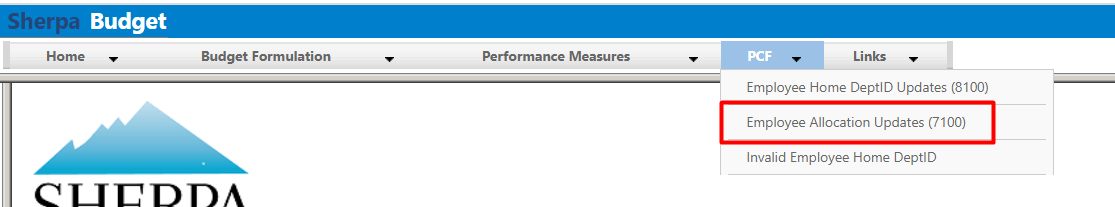 Sherpa Budget
Home Budget Formulation Performance Measures PCF Links
Employee Home DeptID Updates (8100)
Employee Allocation Updates (7100)
Invalid Employee Home DeptID
SHERPA